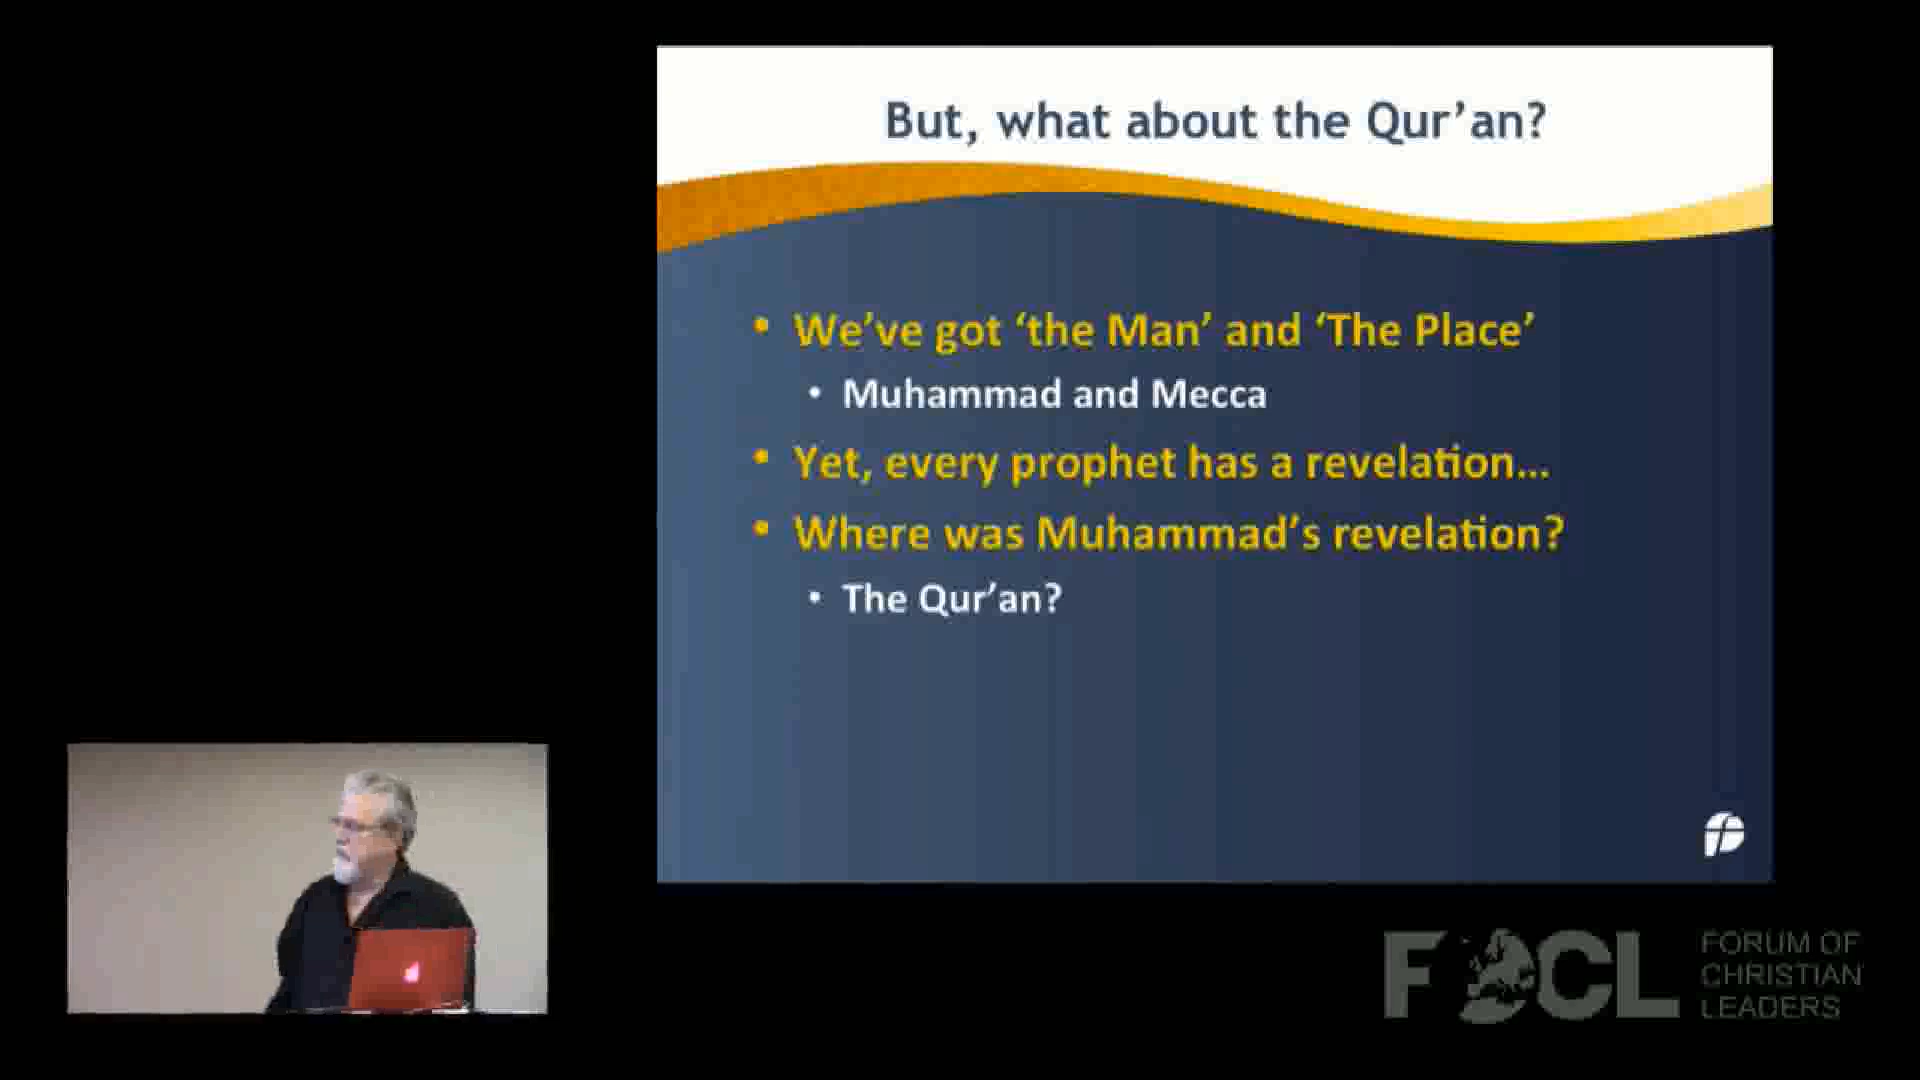 But, what about the Qur’an?
We’ve got ‘the Man’ and ‘The Place’
Muhammad and Mecca
Yet, every prophet has a revelation...
Where was Muhammad’s revelation?
The Qur’an?
FOCL
FORUM OF
CHRISTIAN
LEADERS